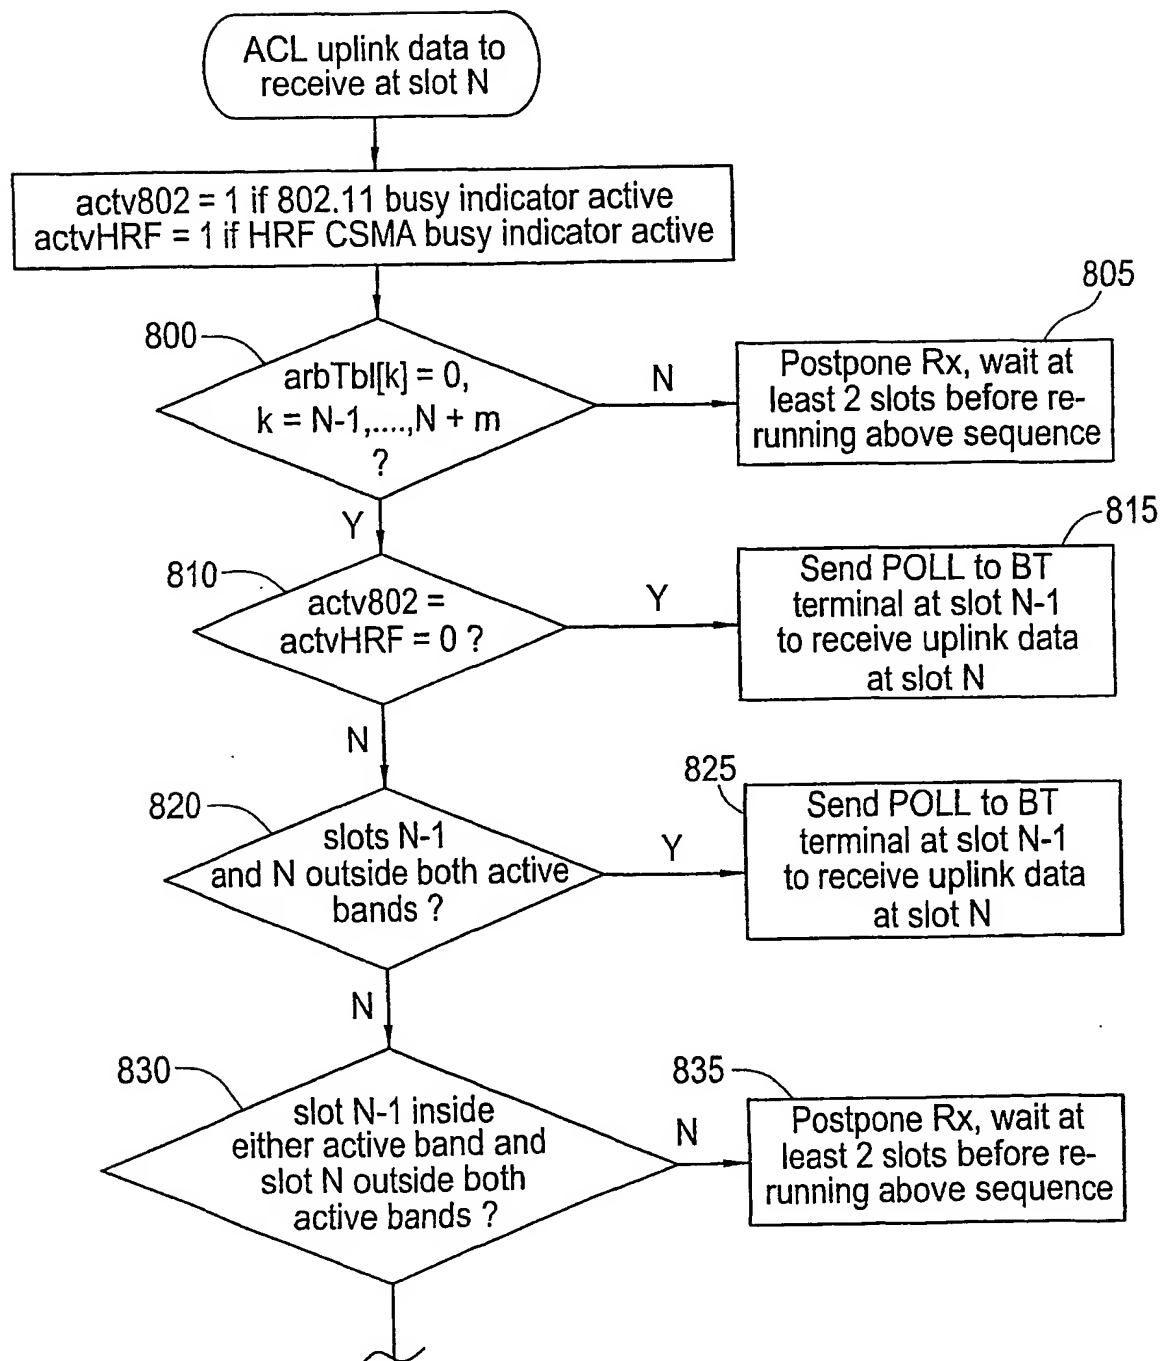 ACL uplink data to
receive at slot N
actv802 = 1 if 802.11 busy indicator active
actvHRF = 1 if HRF CSMA busy indicator active
800
arbTbl[k] = 0,
k = N-1,....,N + m
?
N
805
Postpone Rx, wait at
least 2 slots before re-
running above sequence
Y
810
actv802 =
actvHRF = 0 ?
Y
815
Send POLL to BT
terminal at slot N-1
to receive uplink data
at slot N
N
820
slots N-1
and N outside both active
bands ?
Y
825
Send POLL to BT
terminal at slot N-1
to receive uplink data
at slot N
N
830
slot N-1 inside
either active band and
slot N outside both
active bands ?
N
835
Postpone Rx, wait at
least 2 slots before re-
running above sequence